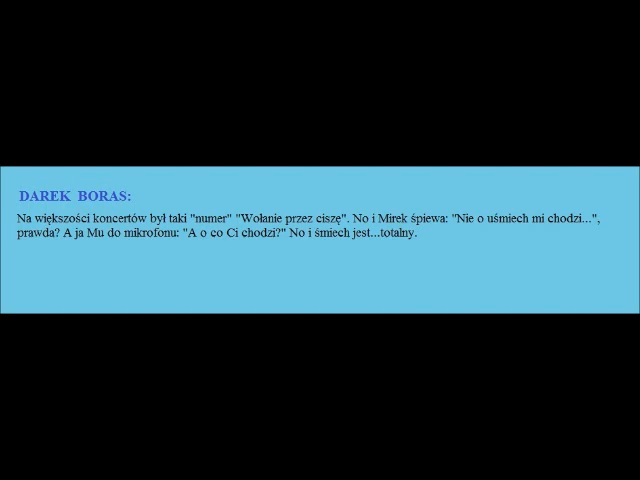 DAREK BORAS:
Na większości koncertów był taki "numer" "Wołanie przez ciszę". No i Mirek śpiewa: "Nie o uśmiech mi chodzi...",
prawda? A ja Mu do mikrofonu: "A o co Ci chodzi?" No i śmiech jest...totalny.